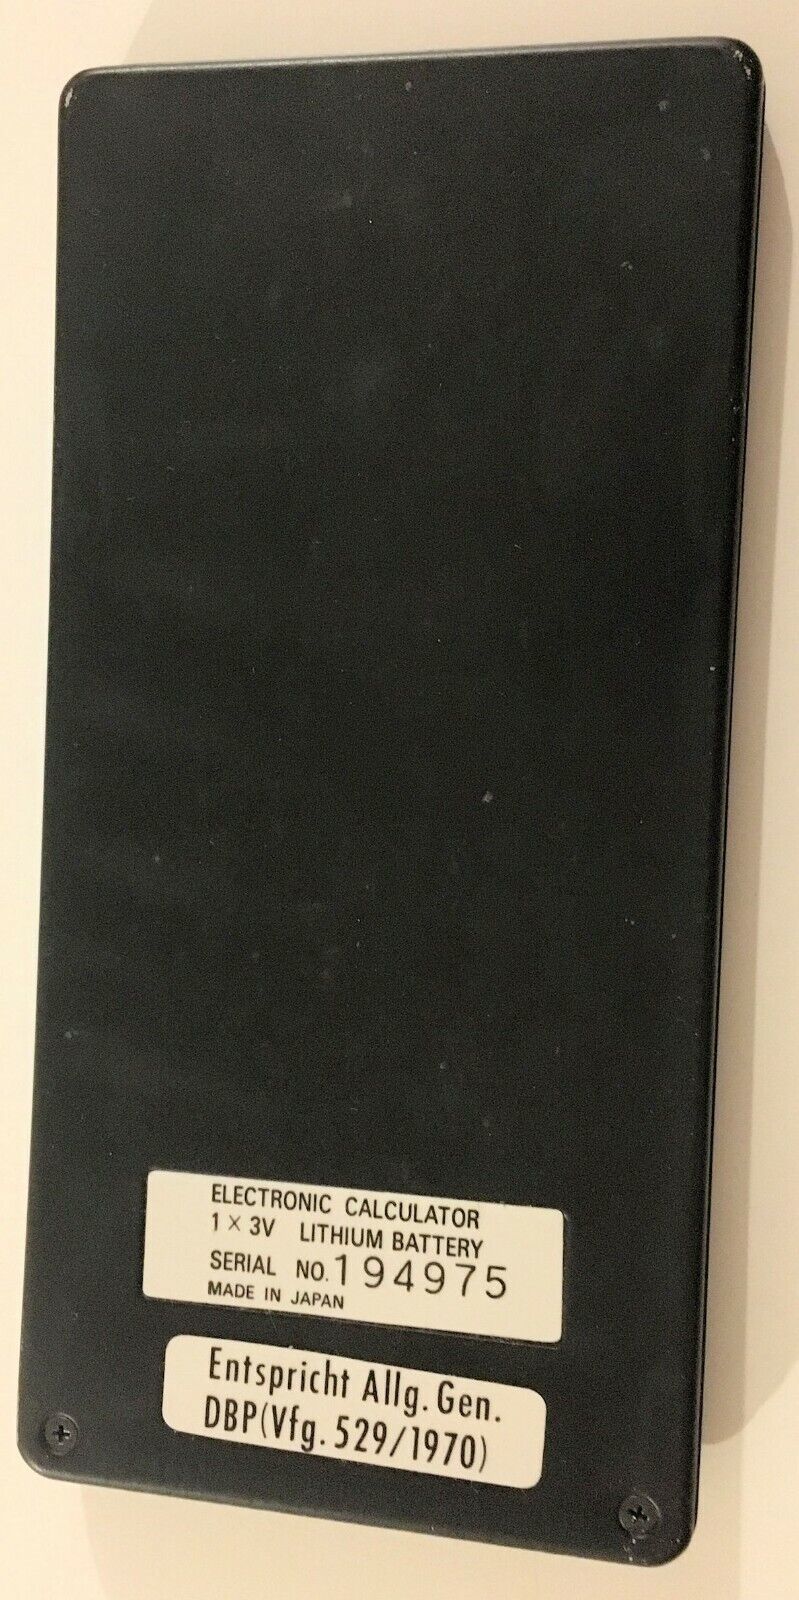 ELECTRONIC CALCULATOR
1 × 3V LITHIUM BATTERY
SERIAL NO. 194975
MADE IN JAPAN
Entspricht Allg. Gen.
DBP(Vfg. 529/1970)